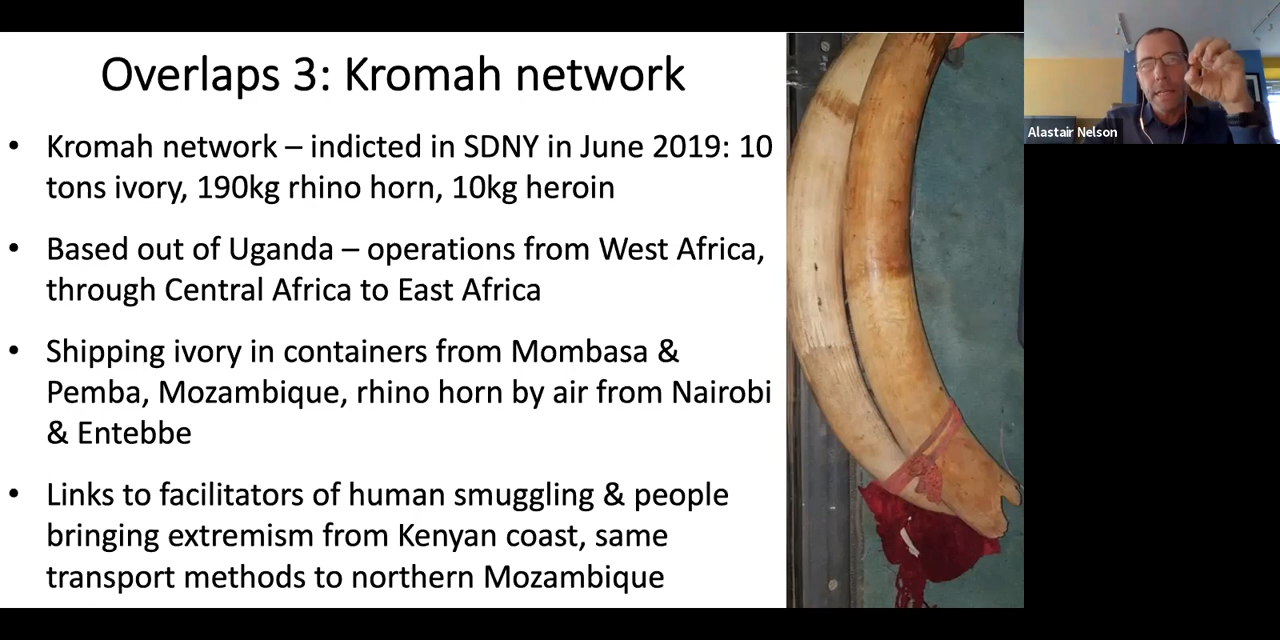 Overlaps 3: Kromah network
• Kromah network – indicted in SDNY in June 2019: 10
tons ivory, 190kg rhino horn, 10kg heroin
• Based out of Uganda – operations from West Africa,
through Central Africa to East Africa
• Shipping ivory in containers from Mombasa &
Pemba, Mozambique, rhino horn by air from Nairobi
& Entebbe
• Links to facilitators of human smuggling & people
bringing extremism from Kenyan coast, same
transport methods to northern Mozambique
Alastair Nelson